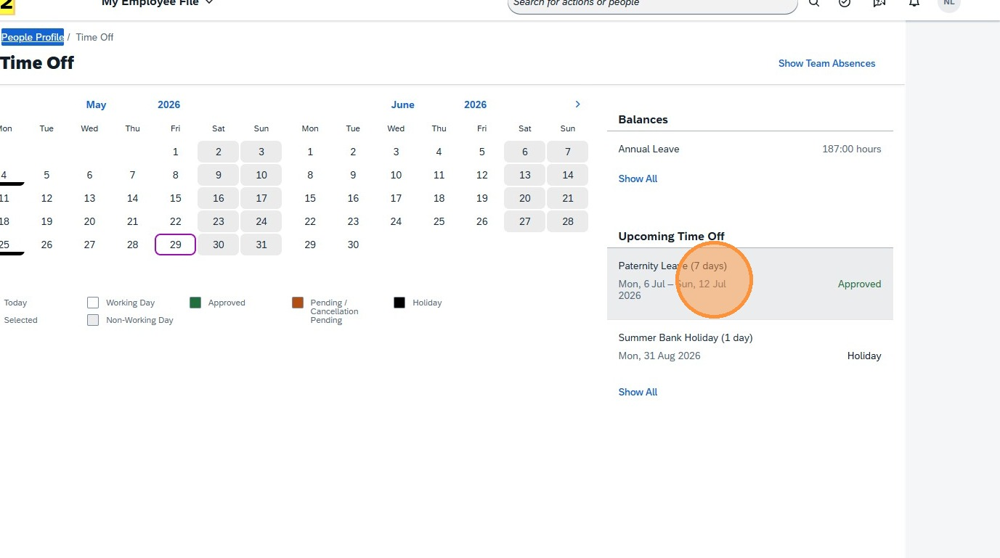 2
My Employee File
Search for actions or people
NL
People Profile / Time Off
Time Off
Show Team Absences
May 2026
June 2026
Mon Tue Wed Thu Fri Sat Sun
Mon Tue Wed Thu Fri Sat Sun
1 2 3
1 2 3 4 5 6 7
4 5 6 7 8 9 10
8 9 10 11 12 13 14
11 12 13 14 15 16 17
15 16 17 18 19 20 21
18 19 20 21 22 23 24
22 23 24 25 26 27 28
25 26 27 28 29 30 31
29 30
Today
Working Day
Approved
Pending /
Cancellation
Pending
Holiday
Selected
Non-Working Day
Balances
Annual Leave 187:00 hours
Show All
Upcoming Time Off
Paternity Leave (7 days)
Mon, 6 Jul – Sun, 12 Jul
2026
Approved
Summer Bank Holiday (1 day)
Mon, 31 Aug 2026 Holiday
Show All